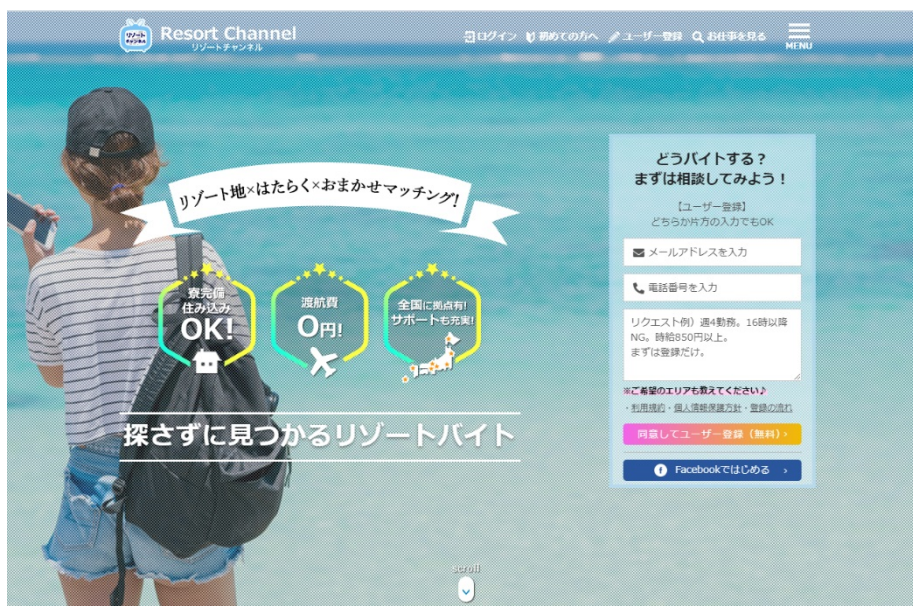 リゾート
チャンネル
Resort Channel
リゾートチャンネル
ログイン 初めての方へ ユーザー登録 お仕事を見る
MENU
リゾート地×はたらく×おまかせマッチング!
寮完備
住み込み
OK!
渡航費
0円!
全国に拠点有!
サポートも充実!
探さずに見つかるリゾートバイト
どうバイトする?
まずは相談してみよう!
【ユーザー登録】
どちらか片方の入力でもOK
メールアドレスを入力
電話番号を入力
リクエスト例)週4勤務。16時以降
NG。時給850円以上。
まずは登録だけ。
※ご希望のエリアも教えてください♪
・利用規約・個人情報保護方針・登録の流れ
同意してユーザー登録(無料)›
Facebookではじめる ›
scroll